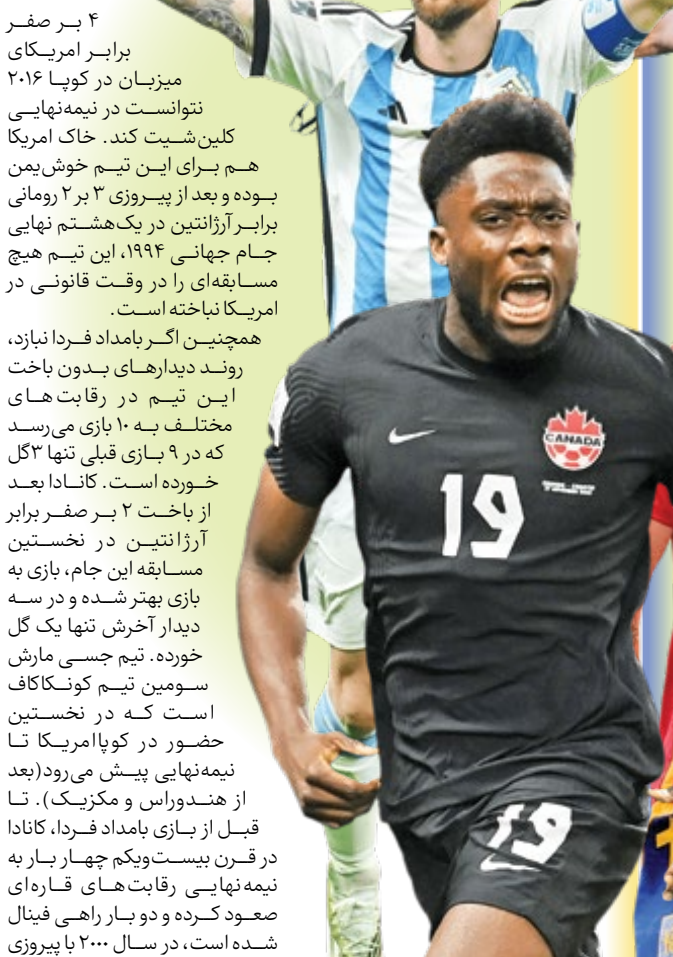 ۴ بر صفر
برابر امریکای
میزبان در کوپا ۲۰۱۶
نتوانست در نیمه‌نهایی
کلین‌شیت کند. خاک امریکا
هم برای این تیم خوش‌یمن
بوده و بعد از پیروزی ۳ بر ۲ رومانی
برابر آرژانتین در یک‌هشتم نهایی
جام جهانی ۱۹۹۴، این تیم هیچ
مسابقه‌ای را در وقت قانونی در
امریکا نباخته است.
همچنین اگر بامداد فردا نبازد،
روند دیدارهای بدون باخت
این تیم در رقابت‌های
مختلف به ۱۰ بازی می‌رسد
که در ۹ بازی قبلی تنها ۳گل
خورده است. کانادا بعد
از باخت ۲ بر صفر برابر
آرژانتین در نخستین
مسابقه این جام، بازی به
بازی بهتر شده و در سه
دیدار آخرش تنها یک گل
خورده. تیم جسی مارش
سومین تیم کونکاکاف
است که در نخستین
حضور در کوپاامریکا تا
نیمه‌نهایی پیش می‌رود(بعد
از هندوراس و مکزیک). تا
قبل از بازی بامداد فردا، کانادا
در قرن بیست‌ویکم چهار بار به
نیمه‌نهایی رقابت‌های قاره‌ای
صعود کرده و دو بار راهی فینال
شده است، در سال ۲۰۰۰ با پیروزی
CANADA
19
19